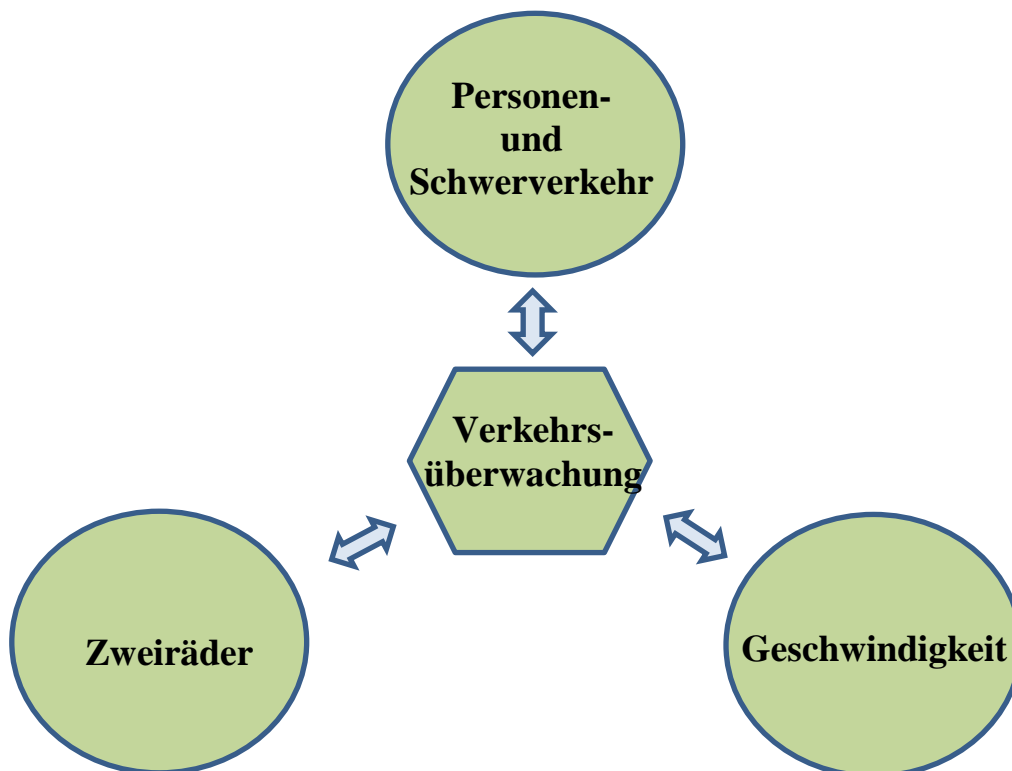 Personen-
und
Schwerverkehr
Verkehrs-
überwachung
Zweiräder
Geschwindigkeit